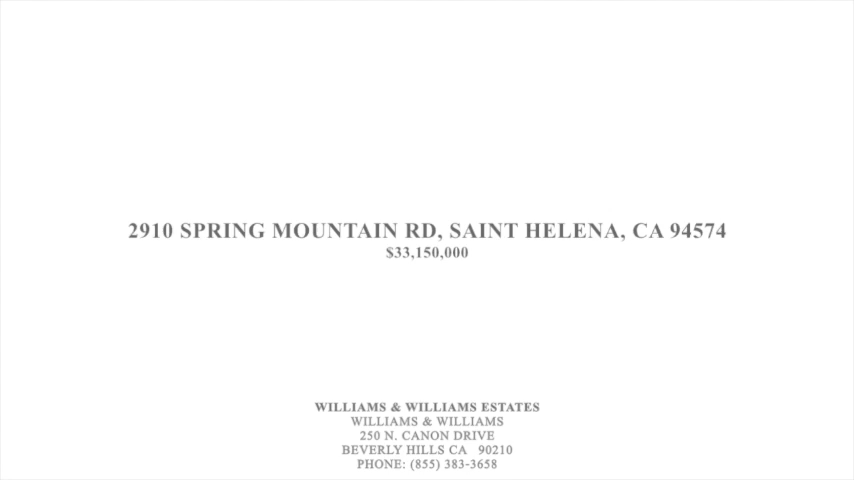 2910 SPRING MOUNTAIN RD, SAINT HELENA, CA 94574
$33,150,000
WILLIAMS & WILLIAMS ESTATES
WILLIAMS & WILLIAMS
250 N. CANON DRIVE
BEVERLY HILLS CA 90210
PHONE: (855) 383-3658